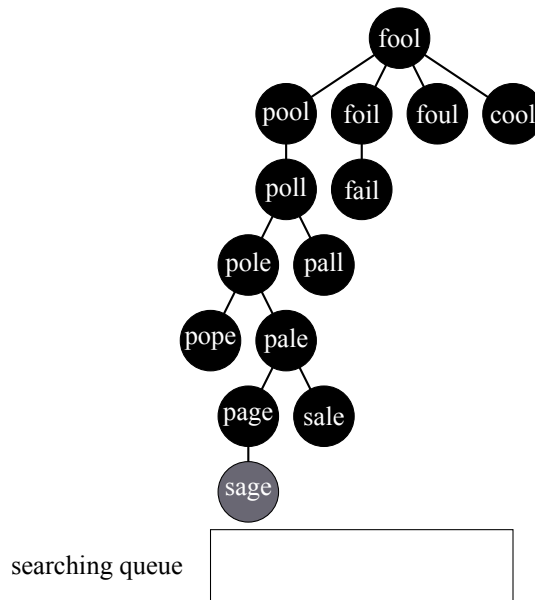 fool
pool foil foul cool
poll fail
pole pall
pope pale
page sale
sage
searching queue